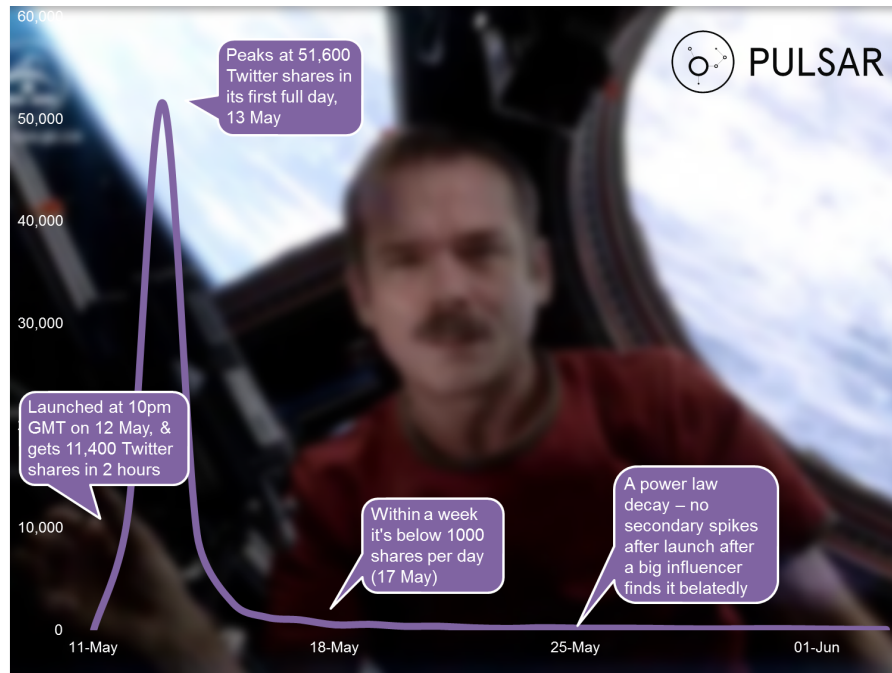 60,000
PULSAR
Peaks at 51,600
Twitter shares in
its first full day,
13 May
50,000
40,000
30,000
Launched at 10pm
GMT on 12 May, &
gets 11,400 Twitter
shares in 2 hours
10,000
Within a week
it's below 1000
shares per day
(17 May)
A power law
decay – no
secondary spikes
after launch after
a big influencer
finds it belatedly
0
11-May
18-May
25-May
01-Jun